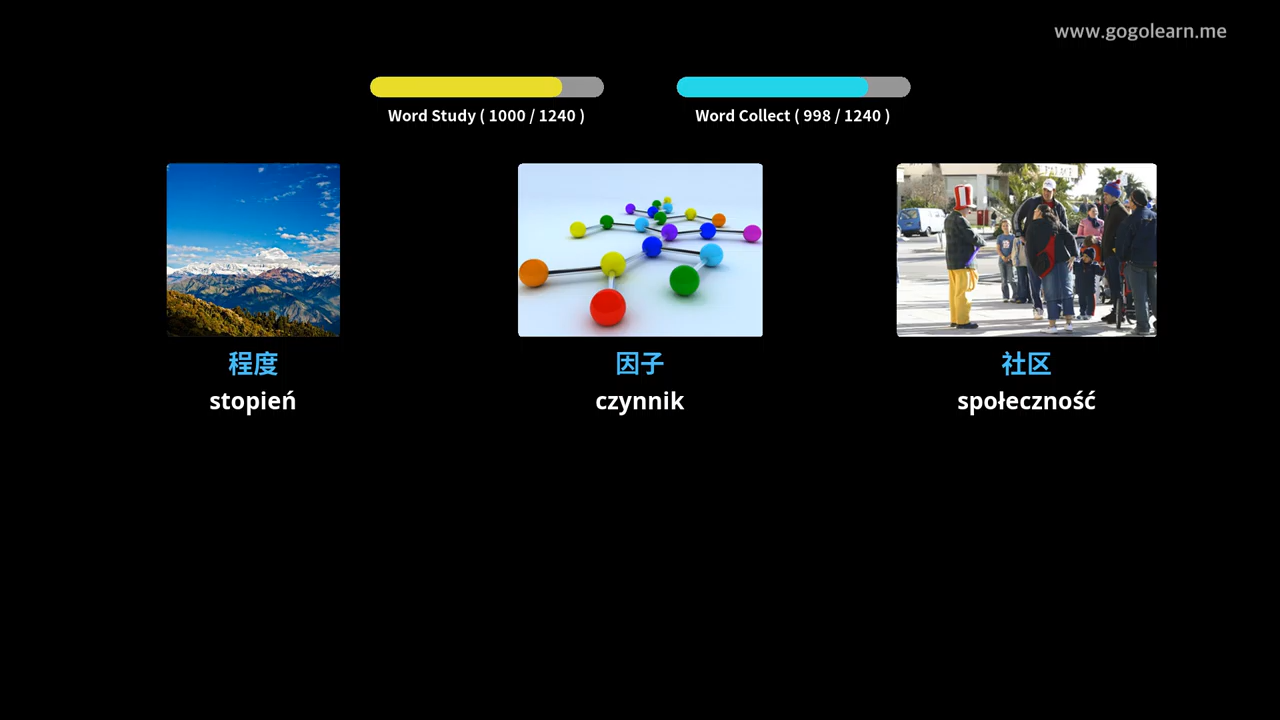 www.gogolearn.me
Word Study ( 1000 / 1240 )
Word Collect ( 998 / 1240 )
程度
stopień
因子
czynnik
社区
społeczność